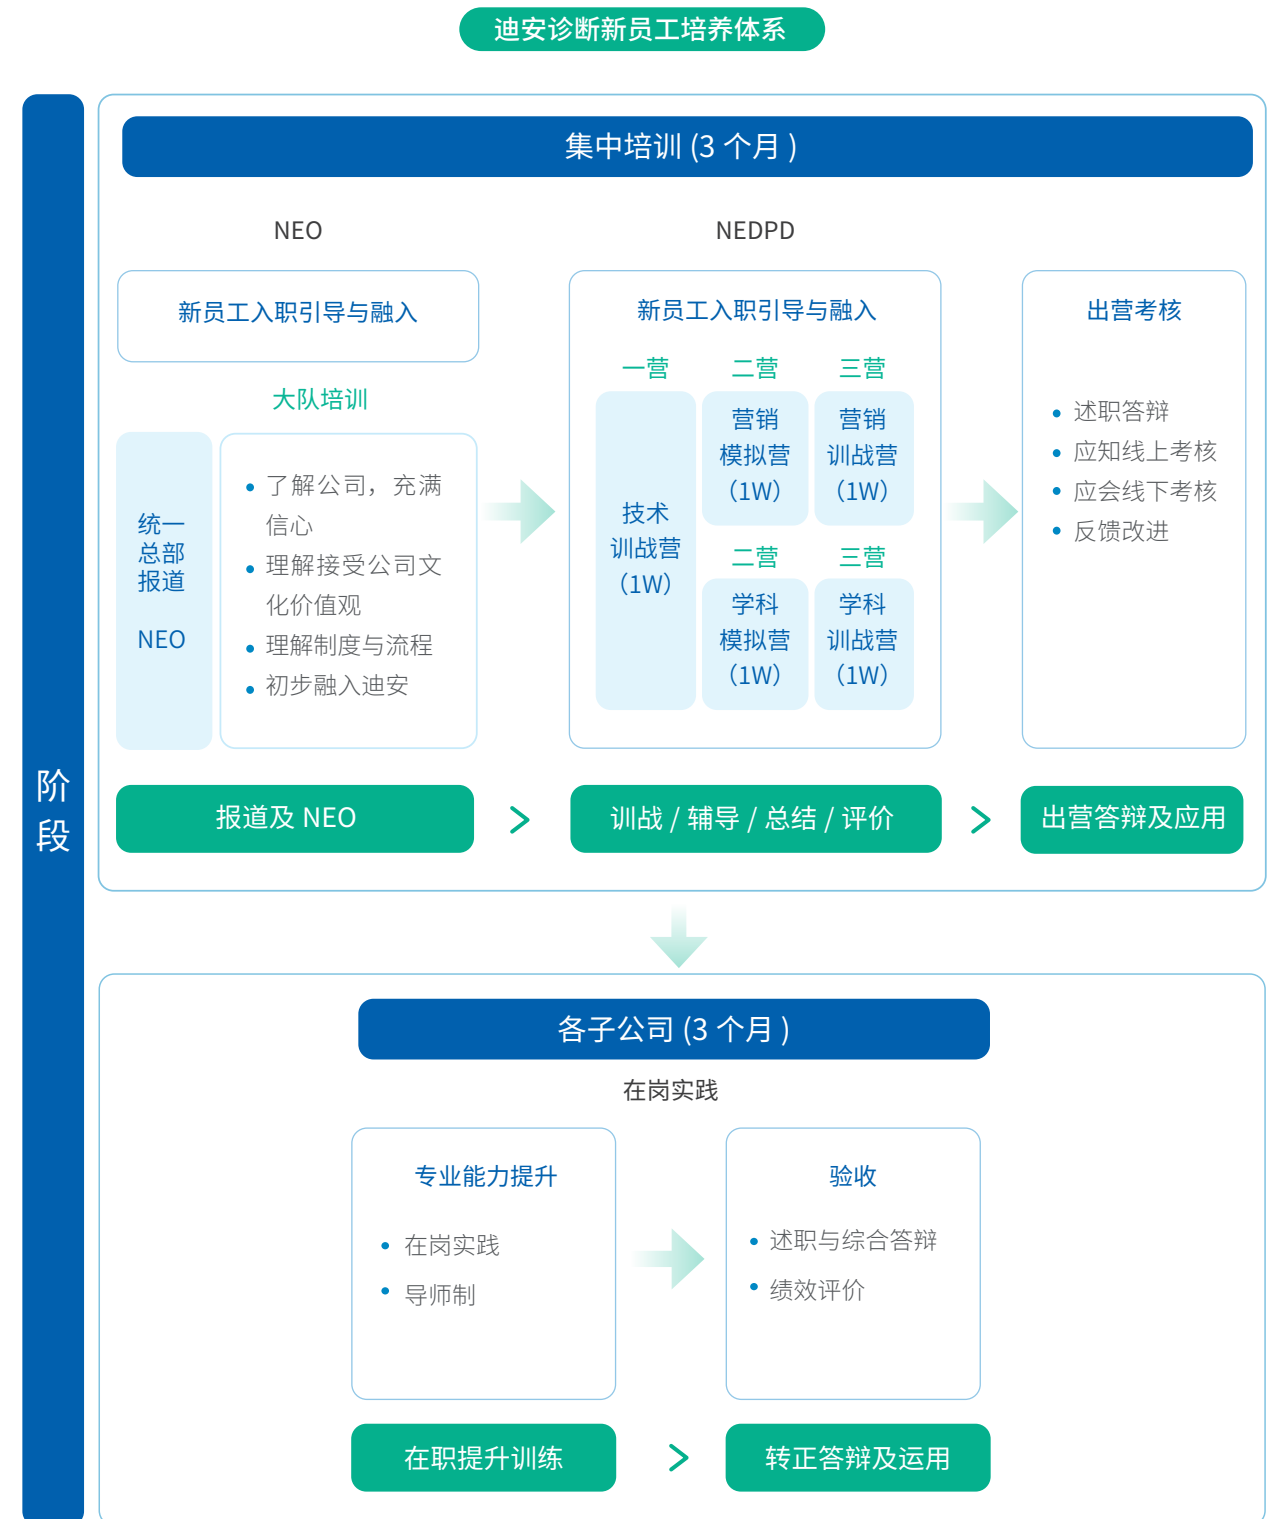 迪安诊断新员工培养体系
阶
段
集中培训 (3 个月 )
NEO
新员工入职引导与融入
大队培训
统一
总部
报道
NEO
了解公司，充满
信心
理解接受公司文
化价值观
理解制度与流程
初步融入迪安
NEDPD
新员工入职引导与融入
一营
技术
训战营
（1W）
二营
营销
模拟营
（1W）
三营
营销
训战营
（1W）
二营
学科
模拟营
（1W）
三营
学科
训战营
（1W）
出营考核
述职答辩
应知线上考核
应会线下考核
反馈改进
报道及 NEO
训战 / 辅导 / 总结 / 评价
出营答辩及应用
各子公司 (3 个月 )
在岗实践
专业能力提升
在岗实践
导师制
验收
述职与综合答辩
绩效评价
在职提升训练
转正答辩及运用